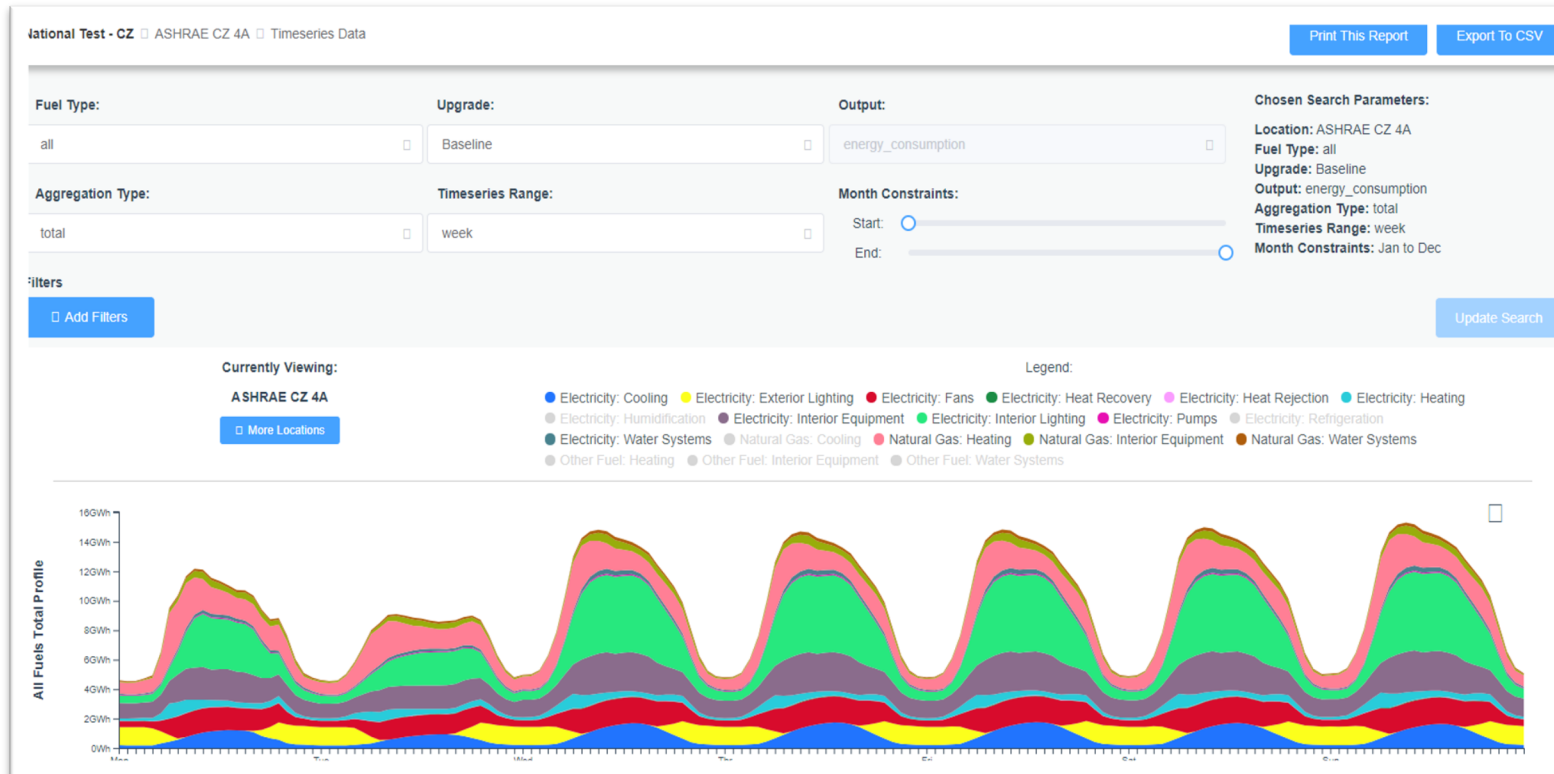 National Test - CZ ASHRAE CZ 4A Timeseries Data
Print This Report
Export To CSV
Fuel Type:
Upgrade:
Output:
Chosen Search Parameters:
all
Baseline
energy_consumption
Location: ASHRAE CZ 4A
Fuel Type: all
Upgrade: Baseline
Output: energy_consumption
Aggregation Type: total
Timeseries Range: week
Month Constraints: Jan to Dec
Aggregation Type:
Timeseries Range:
Month Constraints:
total
week
Start:
End:
Filters
Add Filters
Update Search
Currently Viewing:
ASHRAE CZ 4A
More Locations
Legend:
Electricity: Cooling Electricity: Exterior Lighting Electricity: Fans Electricity: Heat Recovery Electricity: Heat Rejection Electricity: Heating
Electricity: Humidification Electricity: Interior Equipment Electricity: Interior Lighting Electricity: Pumps Electricity: Refrigeration
Electricity: Water Systems Natural Gas: Cooling Natural Gas: Heating Natural Gas: Interior Equipment Natural Gas: Water Systems
Other Fuel: Heating Other Fuel: Interior Equipment Other Fuel: Water Systems
All Fuels Total Profile
16GWh
14GWh
12GWh
10GWh
8GWh
6GWh
4GWh
2GWh
0Wh
Mon Tue Wed Thr Fri Sat Sun